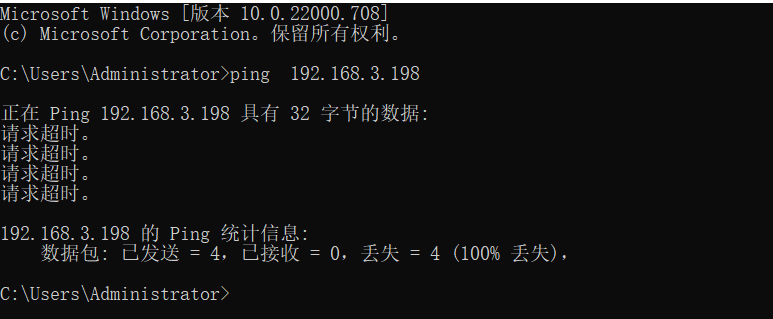 Microsoft Windows [版本 10.0.22000.708]
(c) Microsoft Corporation。保留所有权利。
C:\Users\Administrator>ping  192.168.3.198
正在 Ping 192.168.3.198 具有 32 字节的数据:
请求超时。
请求超时。
请求超时。
请求超时。
192.168.3.198 的 Ping 统计信息:
    数据包: 已发送 = 4，已接收 = 0，丢失 = 4 (100% 丢失)，
C:\Users\Administrator>